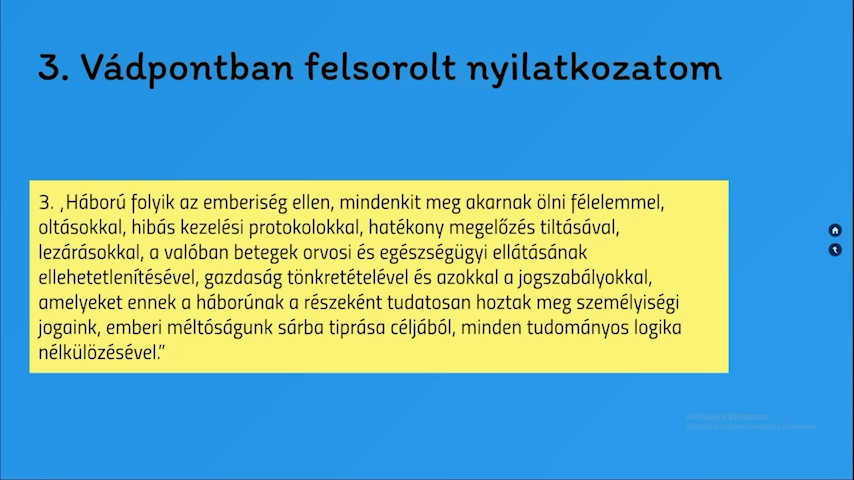 3. Vádpontban felsorolt nyilatkozatom
3. ‚Háború folyik az emberiség ellen, mindenkit meg akarnak ölni félelemmel,
oltásokkal, hibás kezelési protokolokkal, hatékony megelőzés tiltásával,
lezárásokkal, a valóban betegek orvosi és egészségügyi ellátásának
ellehetetlenítésével, gazdaság tönkretételével és azokkal a jogszabályokkal,
amelyeket ennek a háborúnak a részeként tudatosan hoztak meg személyiségi
jogaink, emberi méltóságunk sárba tiprása céljából, minden tudományos logika
nélkülözésével.”